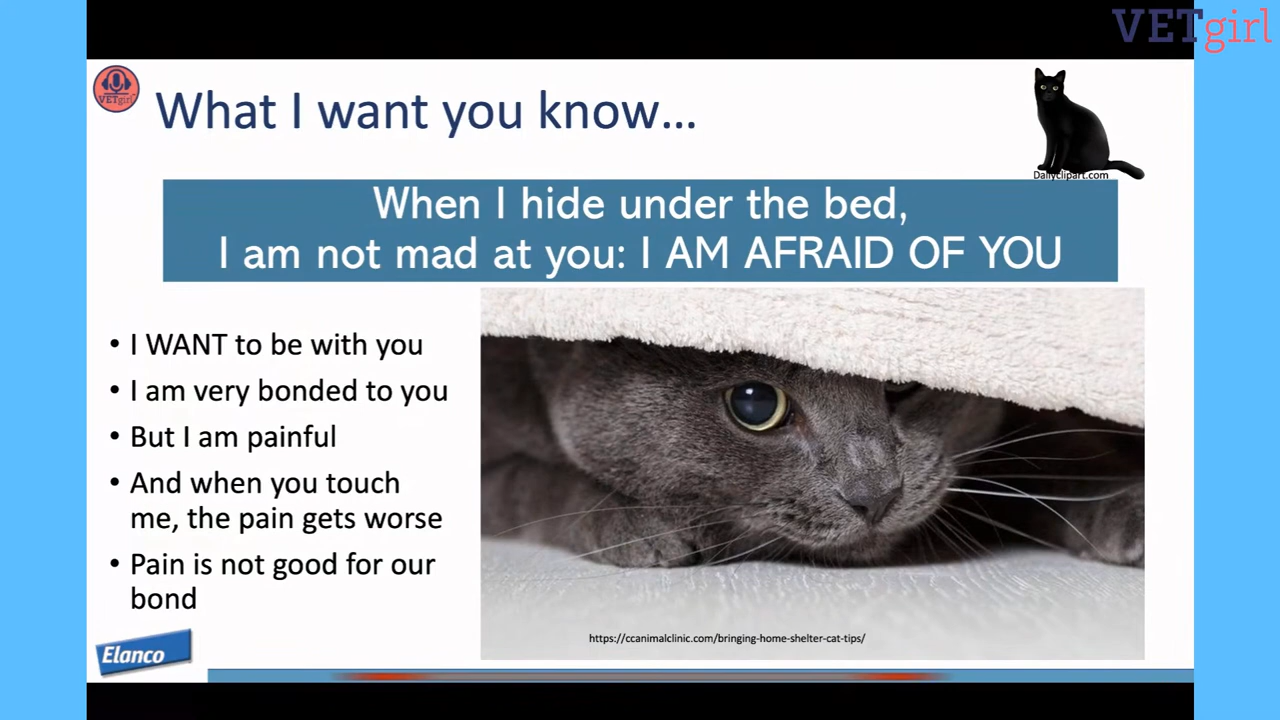 VETgirl
VETgirl
What I want you know...
Dailyclipart.com
When I hide under the bed,
I am not mad at you: I AM AFRAID OF YOU
• I WANT to be with you
• I am very bonded to you
• But I am painful
• And when you touch
me, the pain gets worse
• Pain is not good for our
bond
https://ccanimalclinic.com/bringing-home-shelter-cat-tips/
Elanco